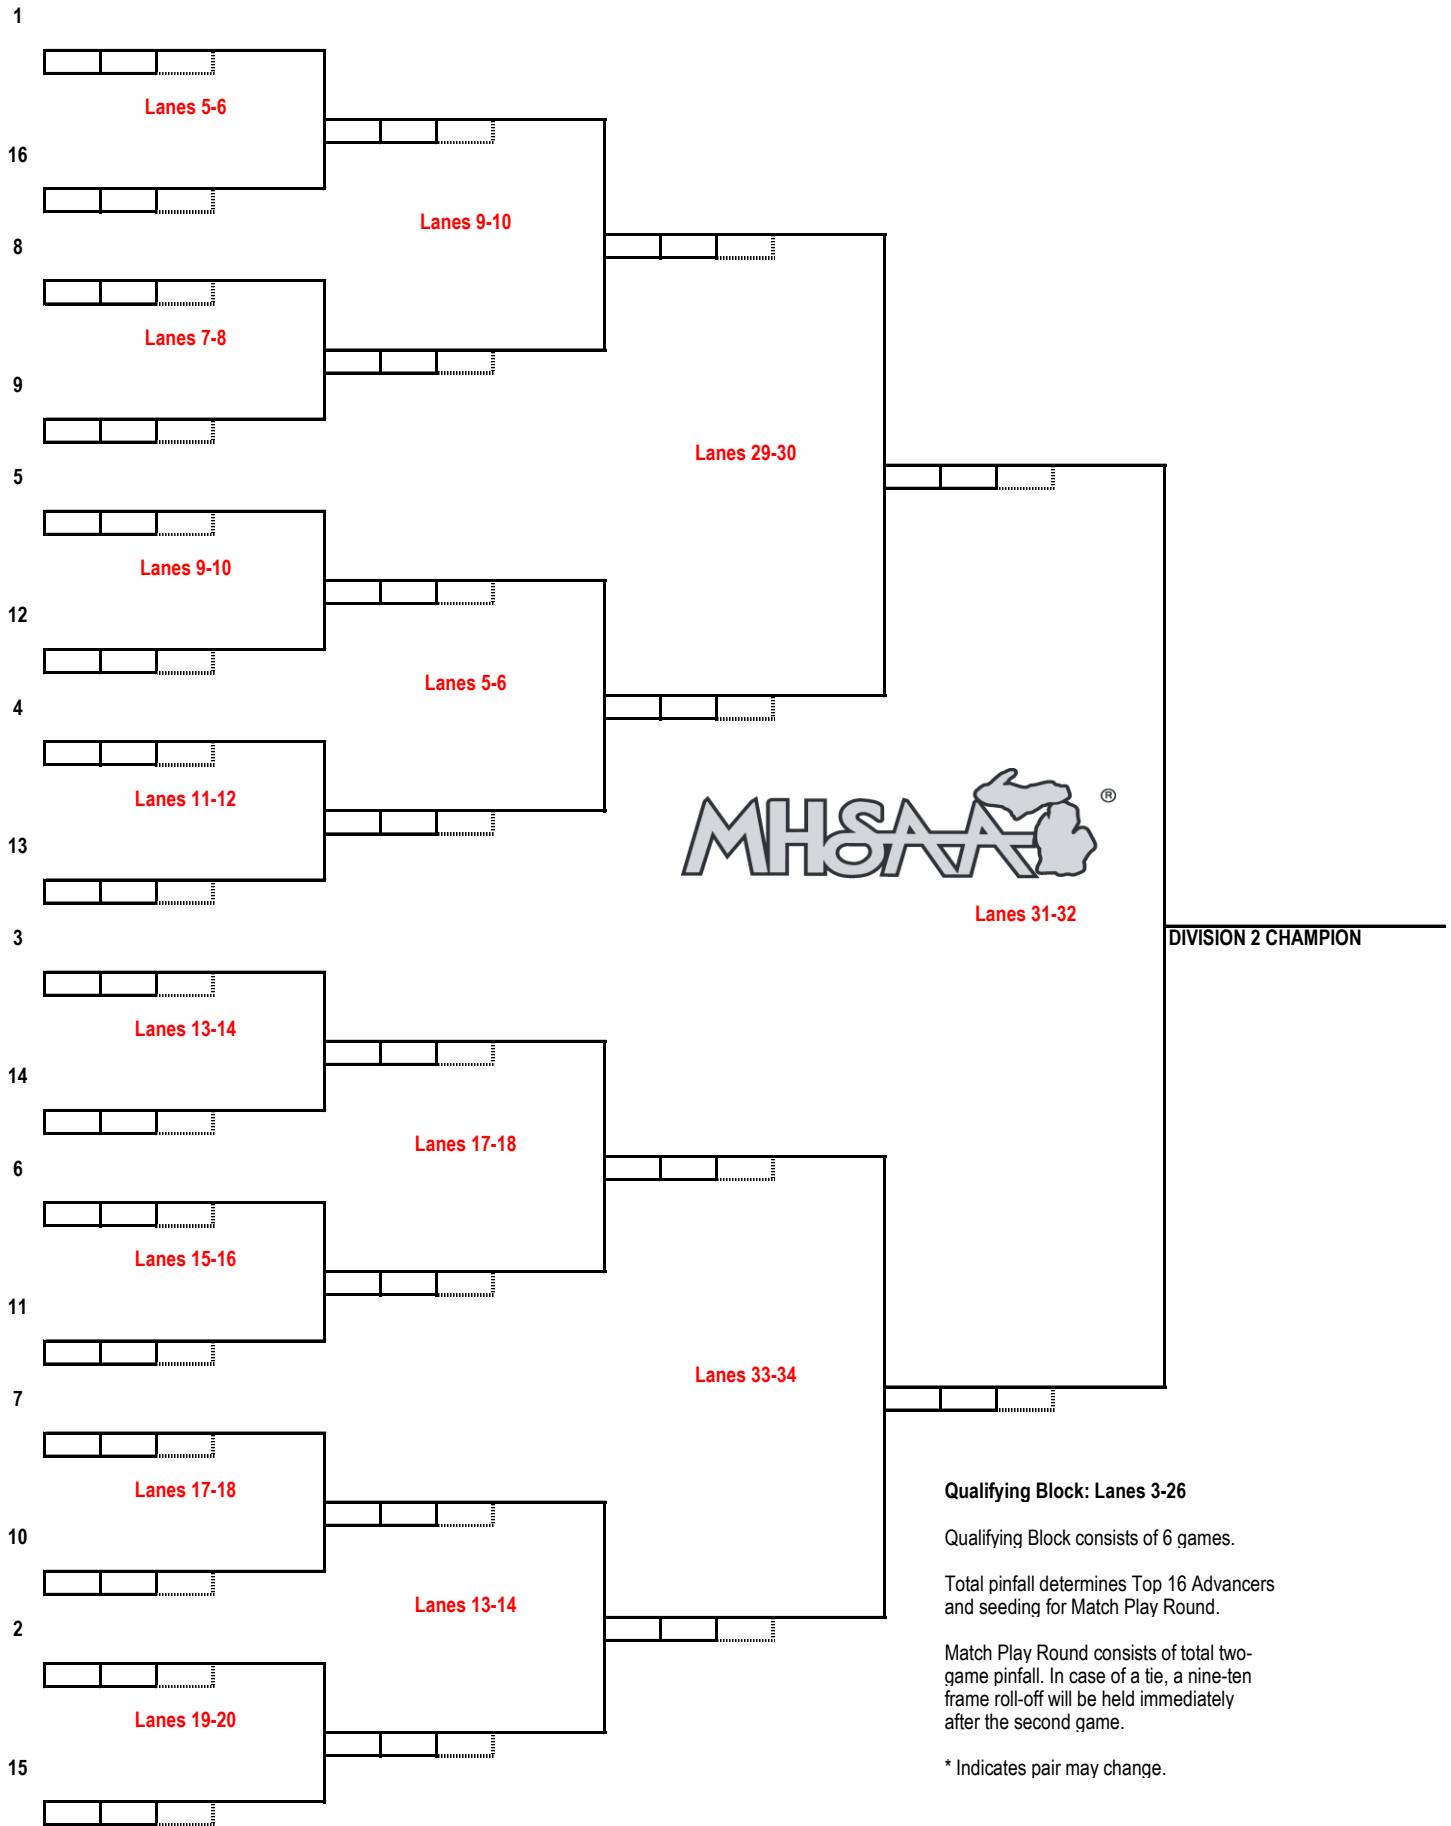 1
Lanes 5-6
16
Lanes 9-10
8
Lanes 7-8
9
Lanes 29-30
5
Lanes 9-10
12
Lanes 5-6
4
Lanes 11-12
MHSAA®
13
Lanes 31-32
3
DIVISION 2 CHAMPION
Lanes 13-14
14
Lanes 17-18
6
Lanes 15-16
11
Lanes 33-34
7
Lanes 17-18
10
Lanes 13-14
2
Lanes 19-20
15
Qualifying Block: Lanes 3-26
Qualifying Block consists of 6 games.
Total pinfall determines Top 16 Advancers
and seeding for Match Play Round.
Match Play Round consists of total two-
game pinfall. In case of a tie, a nine-ten
frame roll-off will be held immediately
after the second game.
* Indicates pair may change.